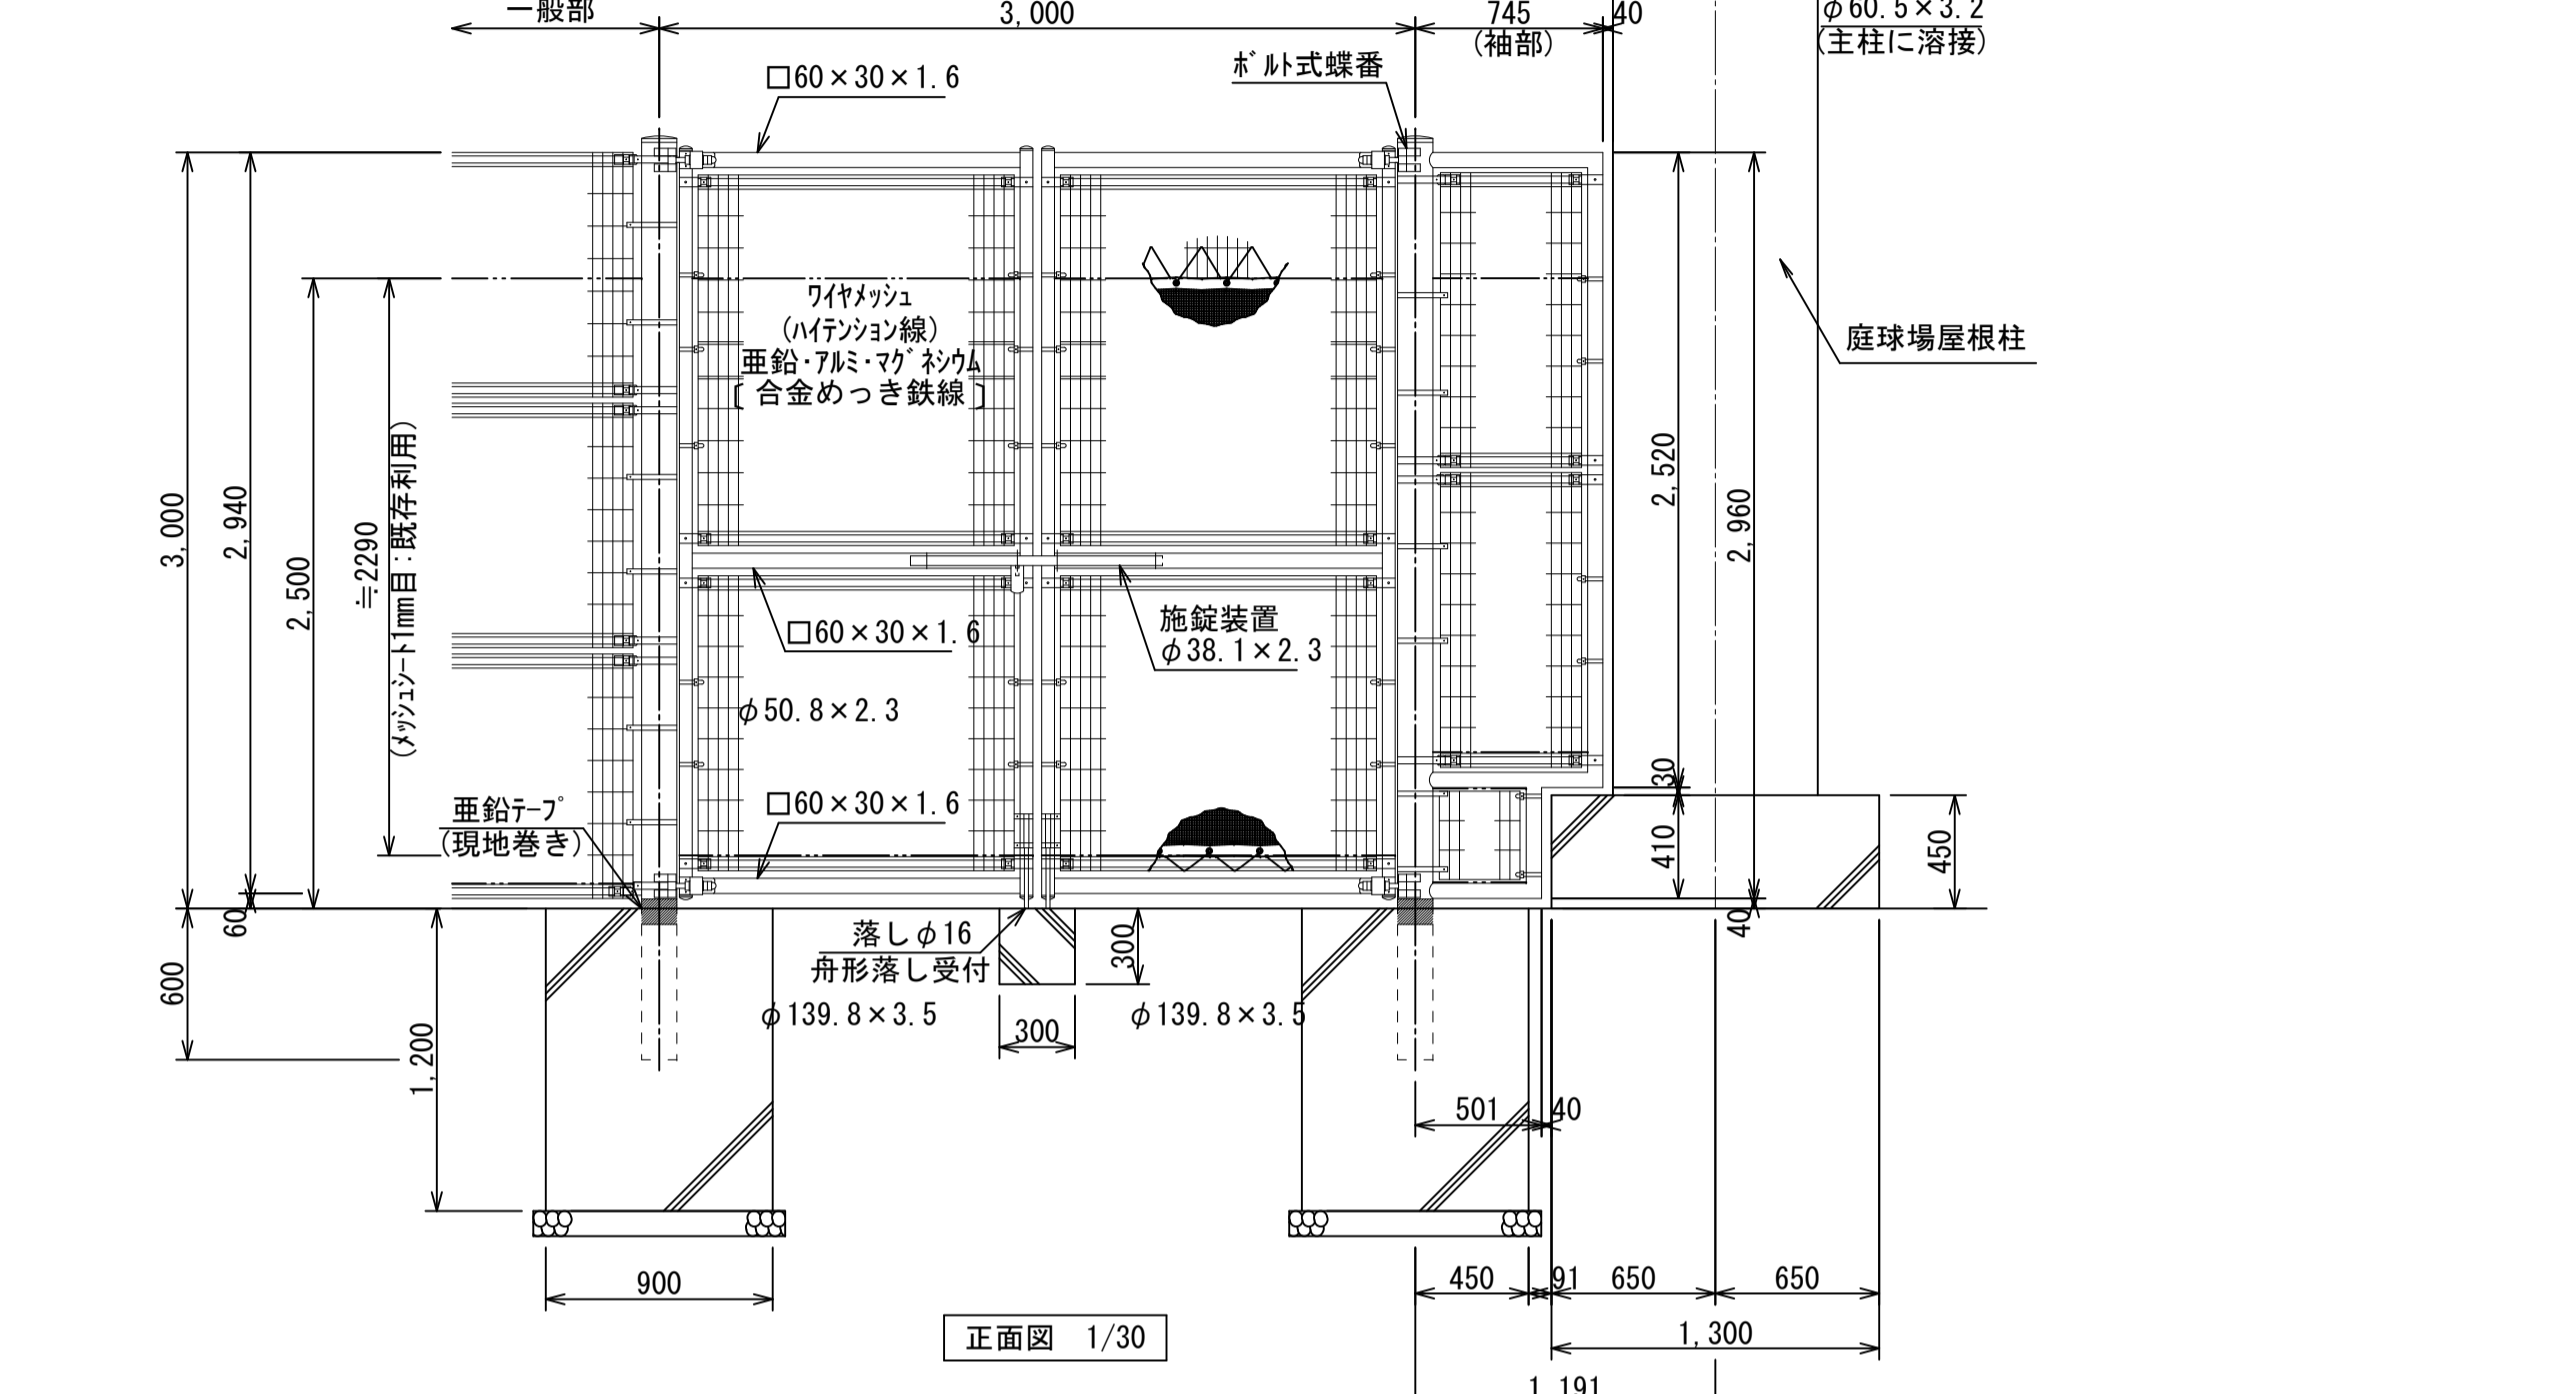 一般部
3,000
745
(袖部)
40
φ60.5×3.2
(主柱に溶接)
□60×30×1.6
ﾎﾞﾙﾄ式蝶番
ﾜｲﾔﾒｯｼｭ
(ﾊｲﾃﾝｼｮﾝ線)
亜鉛・ｱﾙﾐ・ﾏｸﾞﾈｼｳﾑ
〔合金めっき鉄線〕
庭球場屋根柱
3,000
2,940
2,500
≒2290
(ﾒｯｼｭｼｰﾄ1mm目:既存利用)
2,520
2,960
□60×30×1.6
施錠装置
φ38.1×2.3
φ50.8×2.3
□60×30×1.6
亜鉛ﾃｰﾌﾟ
(現地巻き)
30
410
450
60
40
600
1,200
落しφ16
舟形落し受付
300
φ139.8×3.5
300
φ139.8×3.5
501
40
900
450
91
650
650
1,300
正面図 1/30
1,191